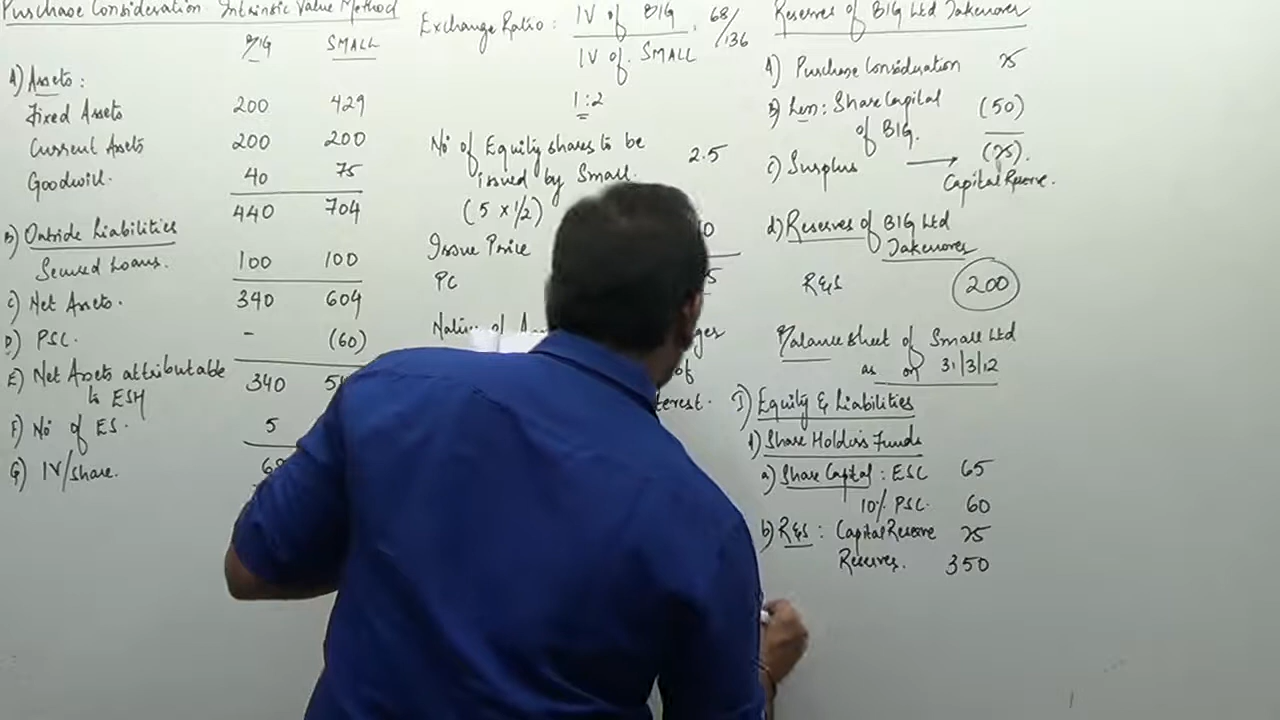 Purchase Consideration Intrinsic Value Method
BIG SMALL
A) Assets:
Fixed Assets 200 429
Current Assets 200 200
Goodwill. 40 75
440 704
B) Outside Liabilities
Secured Loans. 100 100
C) Net Assets. 340 604
D) PSC. - (60)
E) Net Assets attributable
to ESH 340
F) No of ES. 5
G) IV/share.
Exchange Ratio: IV of BIG 68/136
IV of SMALL
1:2
No of Equity shares to be
issued by Small. 2.5
(5 x 1/2)
Issue Price
PC
of
Reserves of BIG Ltd Takenover
A) Purchase Consideration 25
B) Less: Share Capital (50)
of BIG.
C) Surplus → (25).
Capital Reserve.
d) Reserves of BIG Ltd
Takenover
R&S 200
Balance sheet of Small Ltd
as on 31/3/12
I) Equity & Liabilities
1) Share Holders Funds
a) Share Capital: ESC 65
10% PSC. 60
b) R&S: Capital Reserve 25
Reserves. 350